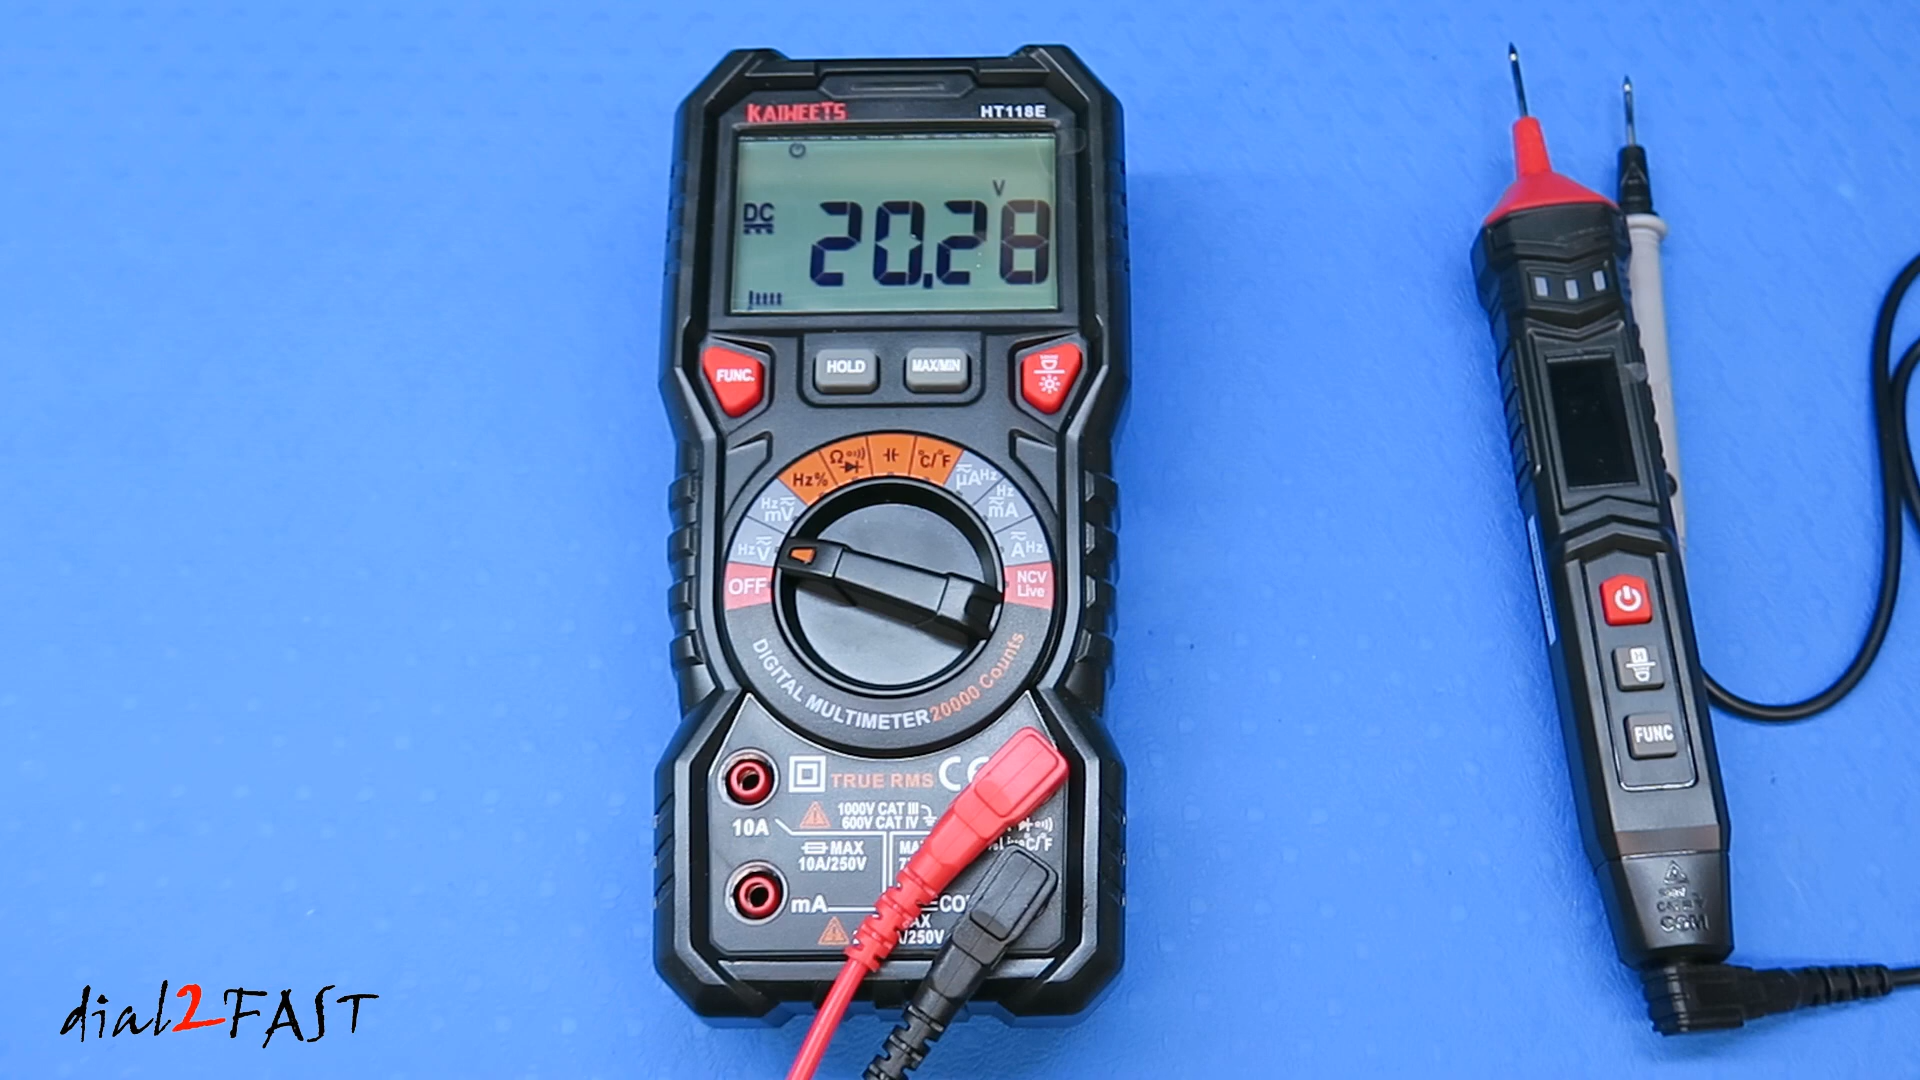 KAIWEETS HT118E
V
DC
20.28
FUNC. HOLD MAX/MIN
Hz% Ω °C/°F
Hz mV μA Hz
Hz mA
Hz V A Hz
OFF NCV Live
DIGITAL MULTIMETER 20000 Counts
TRUE RMS CE
1000V CAT III
600V CAT IV
10A
MAX
10A/250V
°C/°F
mA
/250V
FUNC
COM
dial2FAST